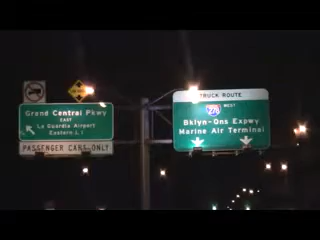 Grand Central Pkwy
EAST
La Guardia Airport
Eastern L I
PASSENGER CARS ONLY
TRUCK ROUTE
278 WEST
Bklyn-Qns Expwy
Marine Air Terminal